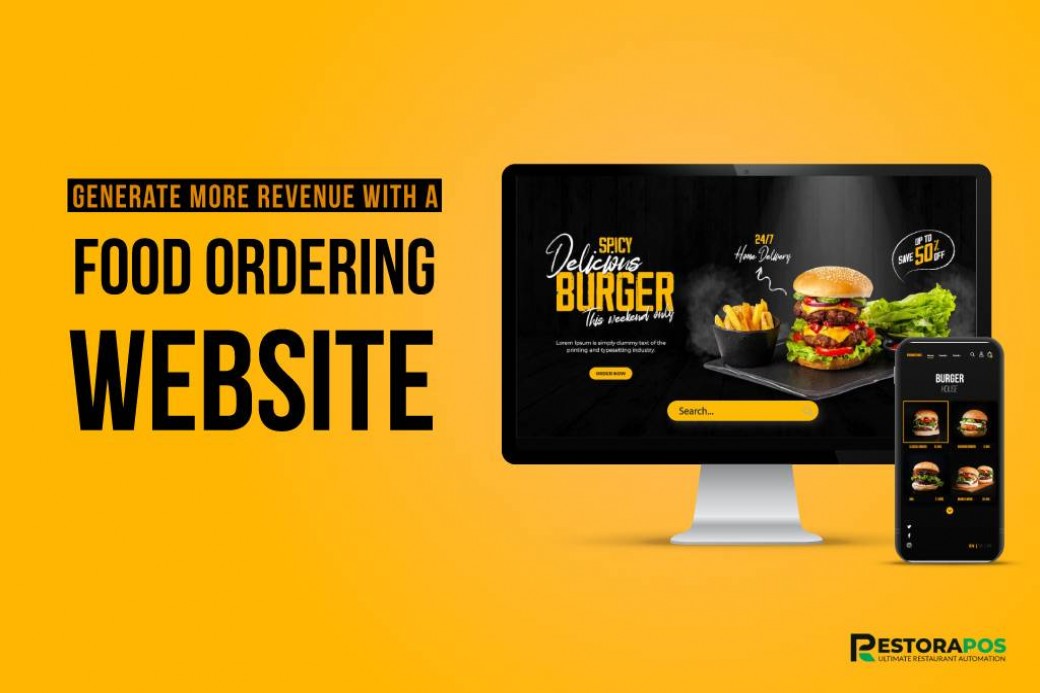 GENERATE MORE REVENUE WITH A
FOOD ORDERING
WEBSITE
SPICY
Delicious
BURGER
This weekend only
Lorem Ipsum is simply dummy text of the
printing and typesetting industry.
ORDER NOW
24/7
Home Delivery
UP TO
SAVE 50% OFF
Search...
BURGER
HOUSE
RESTORAPOS
ULTIMATE RESTAURANT AUTOMATION